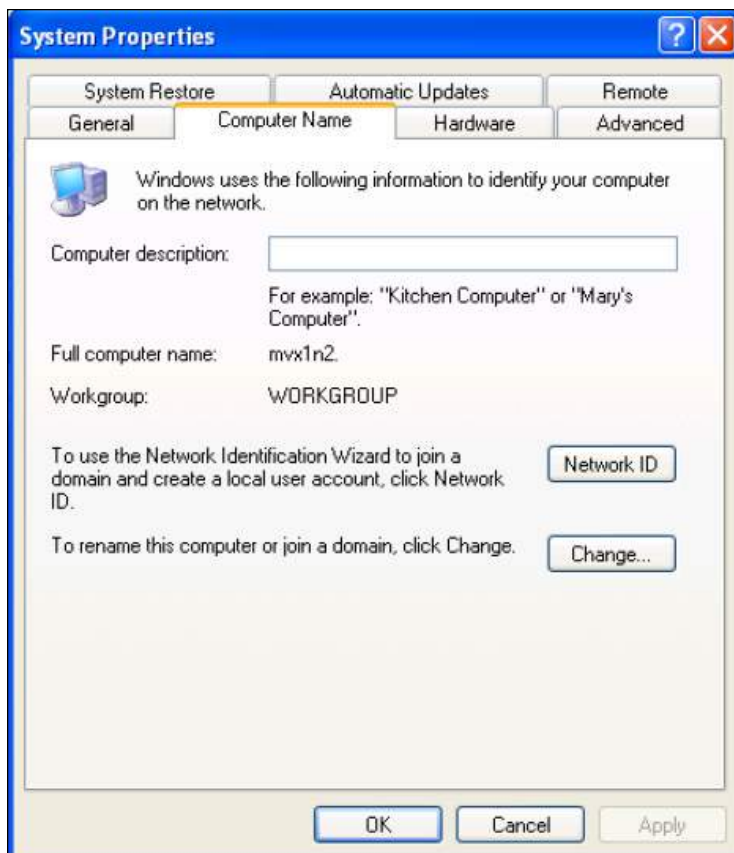 System Properties
?
System Restore
Automatic Updates
Remote
General
Computer Name
Hardware
Advanced
Windows uses the following information to identify your computer
on the network.
Computer description:
For example: "Kitchen Computer" or "Mary's
Computer".
Full computer name:
mvx1n2.
Workgroup:
WORKGROUP
To use the Network Identification Wizard to join a
domain and create a local user account, click Network
ID.
Network ID
To rename this computer or join a domain, click Change.
Change...
OK
Cancel
Apply